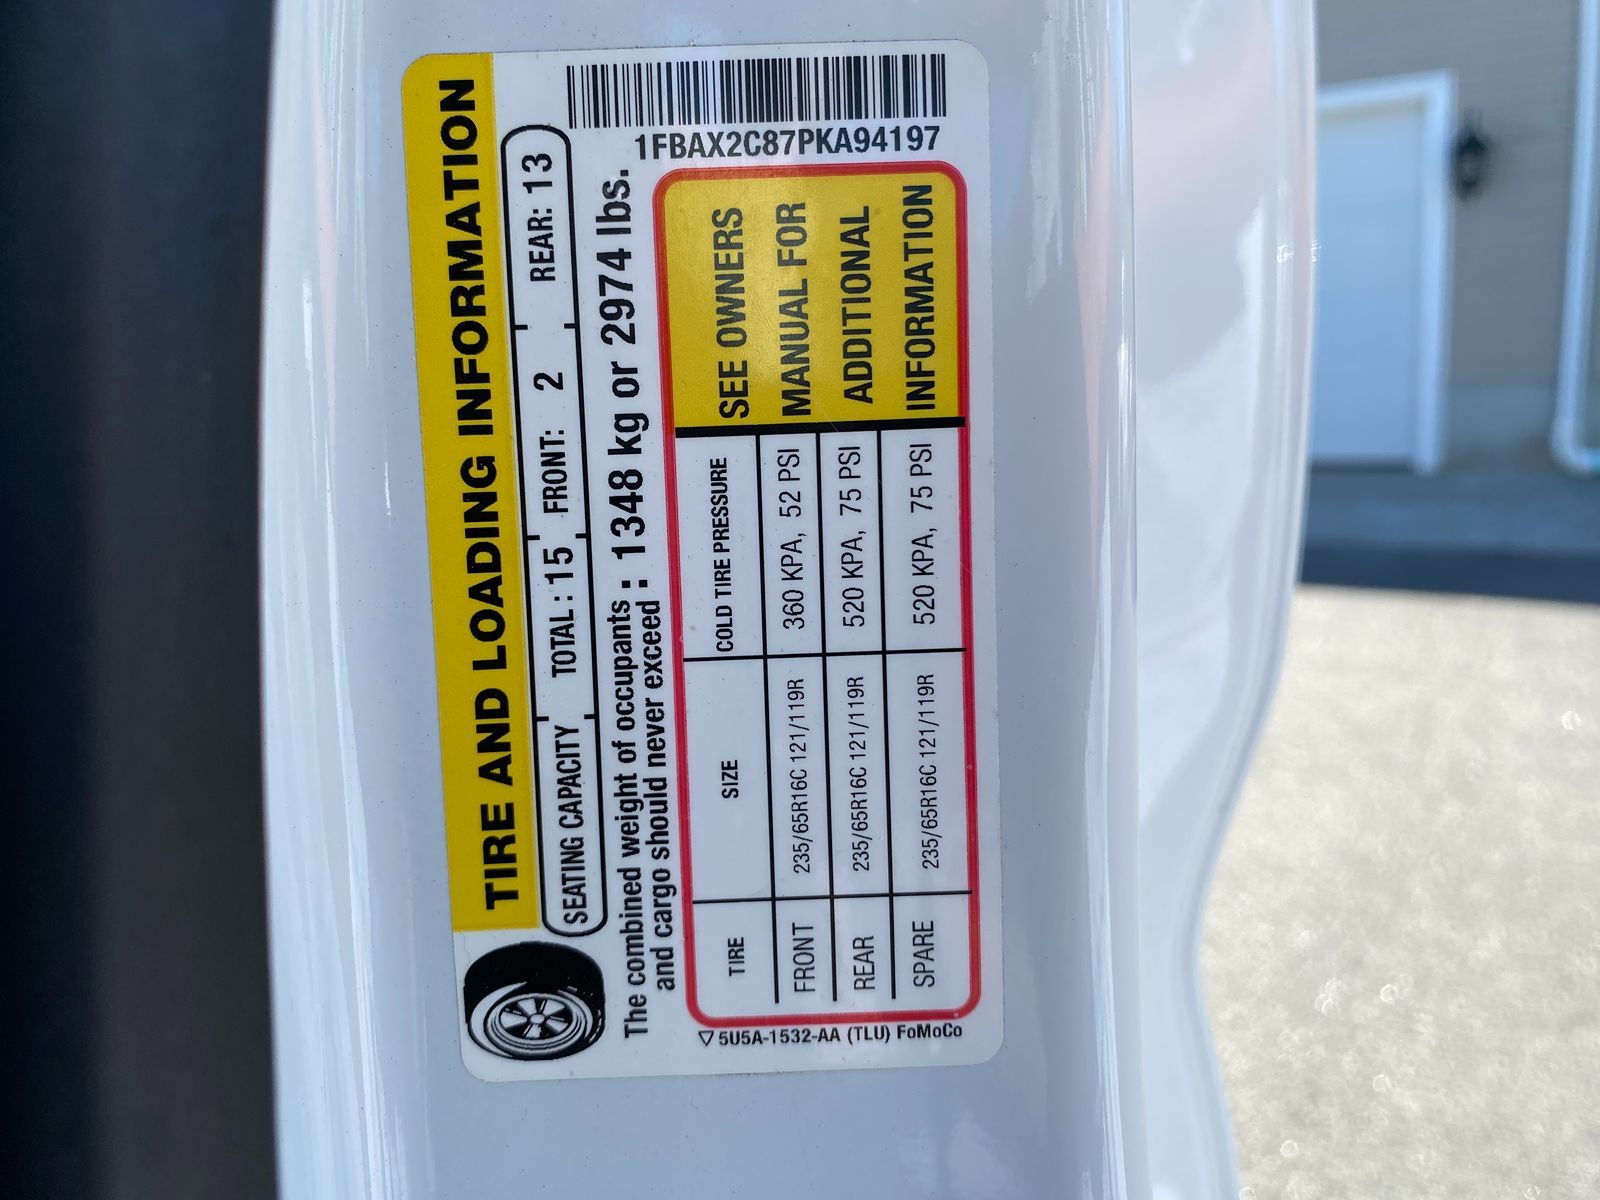 TIRE AND LOADING INFORMATION
SEATING CAPACITY TOTAL : 15 FRONT: 2 REAR: 13
The combined weight of occupants : 1348 kg or 2974 lbs.
and cargo should never exceed :
TIRE SIZE COLD TIRE PRESSURE
FRONT 235/65R16C 121/119R 360 KPA, 52 PSI
REAR 235/65R16C 121/119R 520 KPA, 75 PSI
SPARE 235/65R16C 121/119R 520 KPA, 75 PSI
SEE OWNERS
MANUAL FOR
ADDITIONAL
INFORMATION
1FBAX2C87PKA94197
5U5A-1532-AA (TLU) FoMoCo